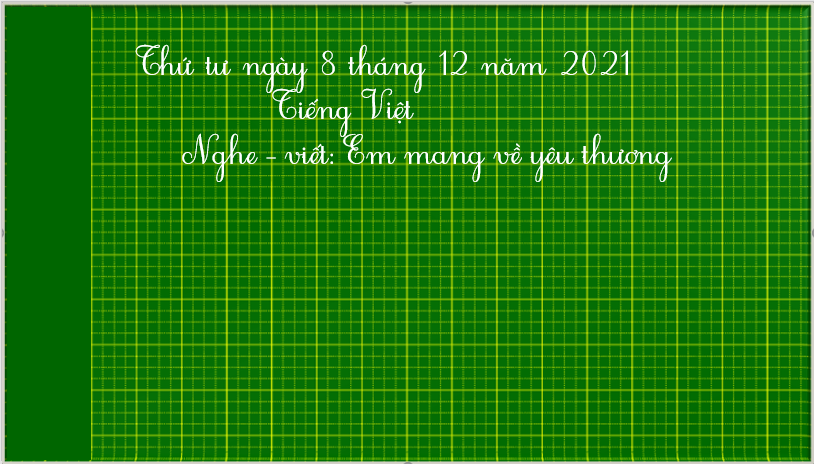 Thứ tư ngày 8 tháng 12 năm 2021
Tiếng Việt
Nghe - viết: Em mang về yêu thương